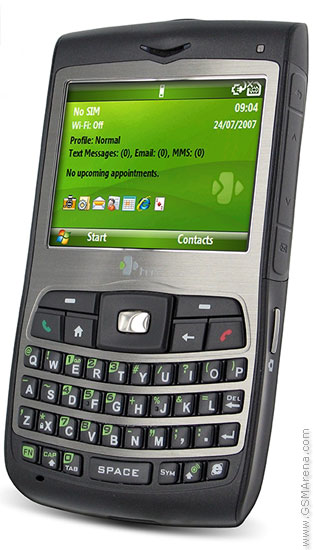 No SIM 09:04
Wi-Fi: Off 24/07/2007
Profile: Normal
Text Messages: (0), Email: (0), MMS: (0)
No upcoming appointments.
Start Contacts
htc
Q W E R T Y U I O P
A S D F G H J K L DEL
Z X C V B N M
FN CAP TAB SPACE SYM
www.GSMArena.com